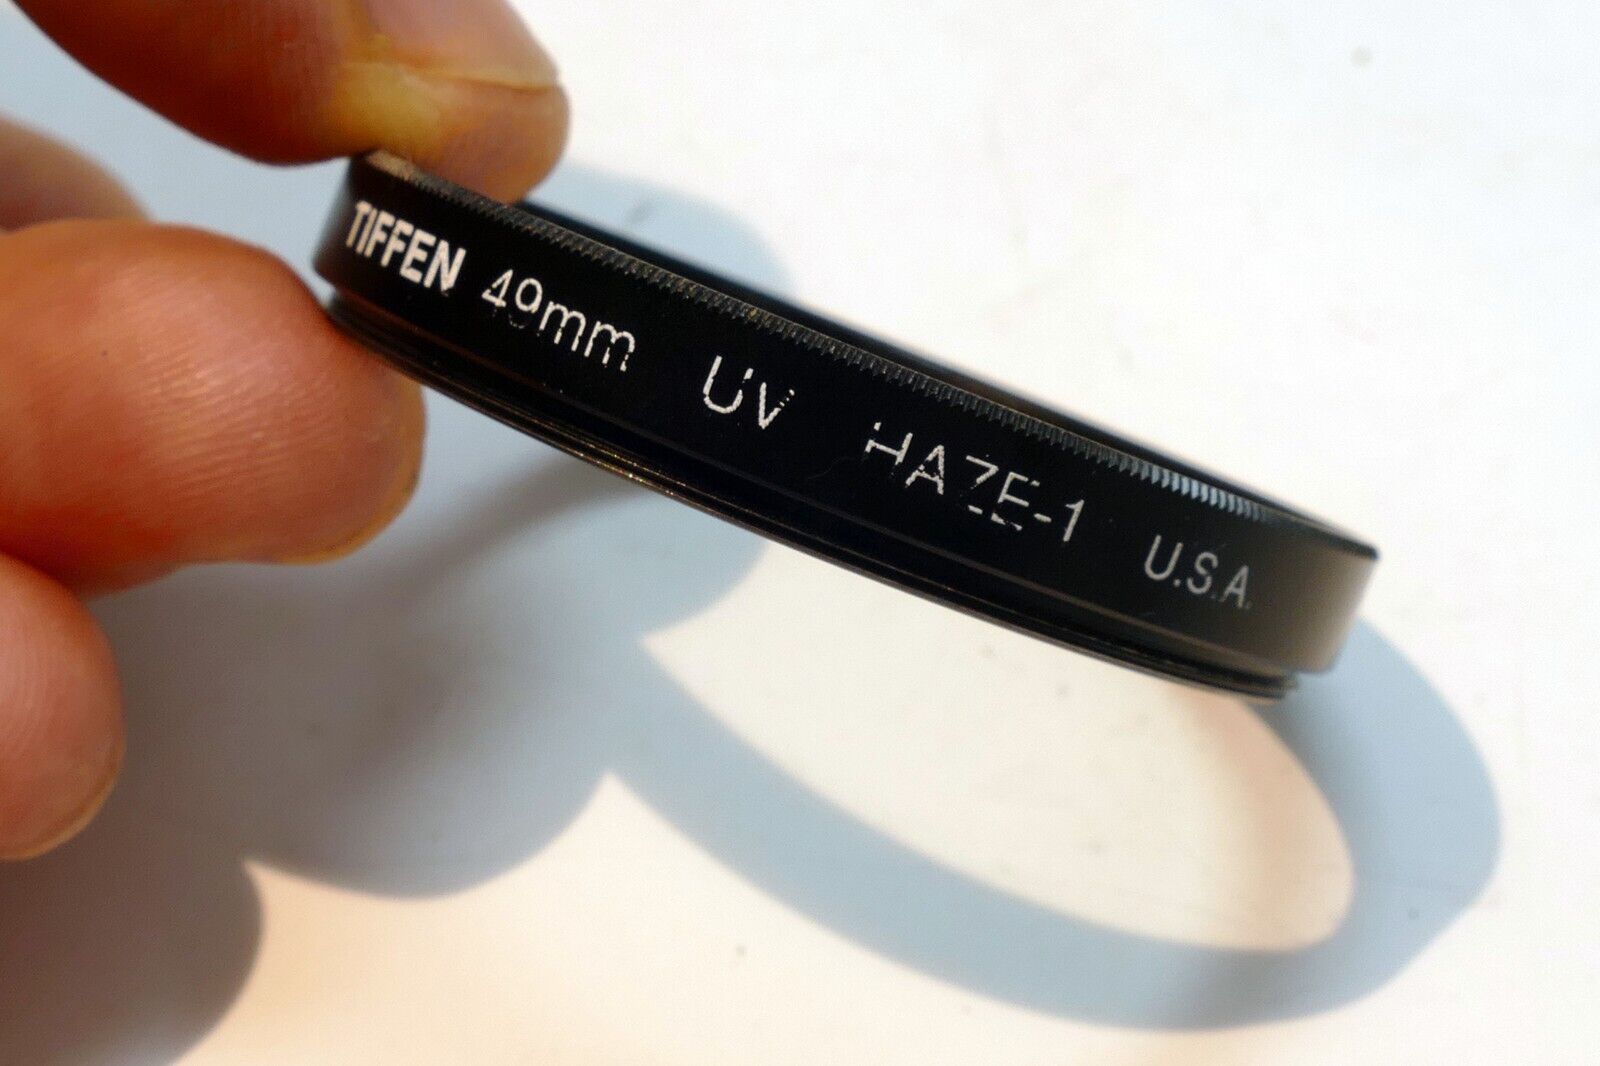 TIFFEN 49mm UV HAZE-1 U.S.A.